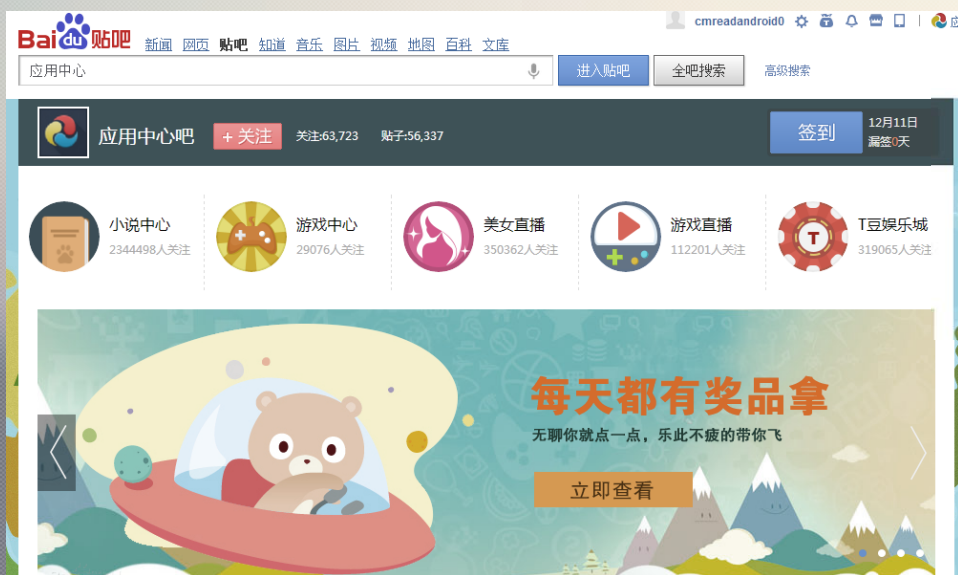 cmreadandroid0
Bai du 贴吧
新闻 网页 贴吧 知道 音乐 图片 视频 地图 百科 文库
应用中心 进入贴吧 全吧搜索 高级搜索
应用中心吧 + 关注 关注:63,723 贴子:56,337
签到 12月11日
漏签0天
小说中心
2344498人关注
游戏中心
29076人关注
美女直播
350362人关注
游戏直播
112201人关注
T
T豆娱乐城
319065人关注
每天都有奖品拿
无聊你就点一点，乐此不疲的带你飞
立即查看